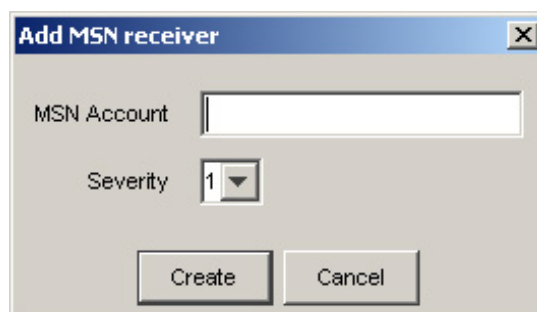 Add MSN receiver
MSN Account
Severity 1
Create Cancel